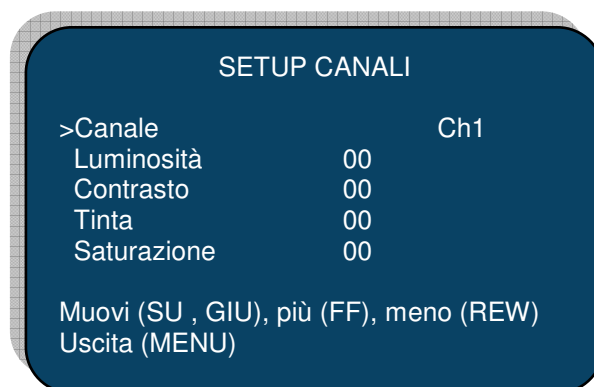 SETUP CANALI
>Canale Ch1
Luminosità 00
Contrasto 00
Tinta 00
Saturazione 00
Muovi (SU , GIU), più (FF), meno (REW)
Uscita (MENU)